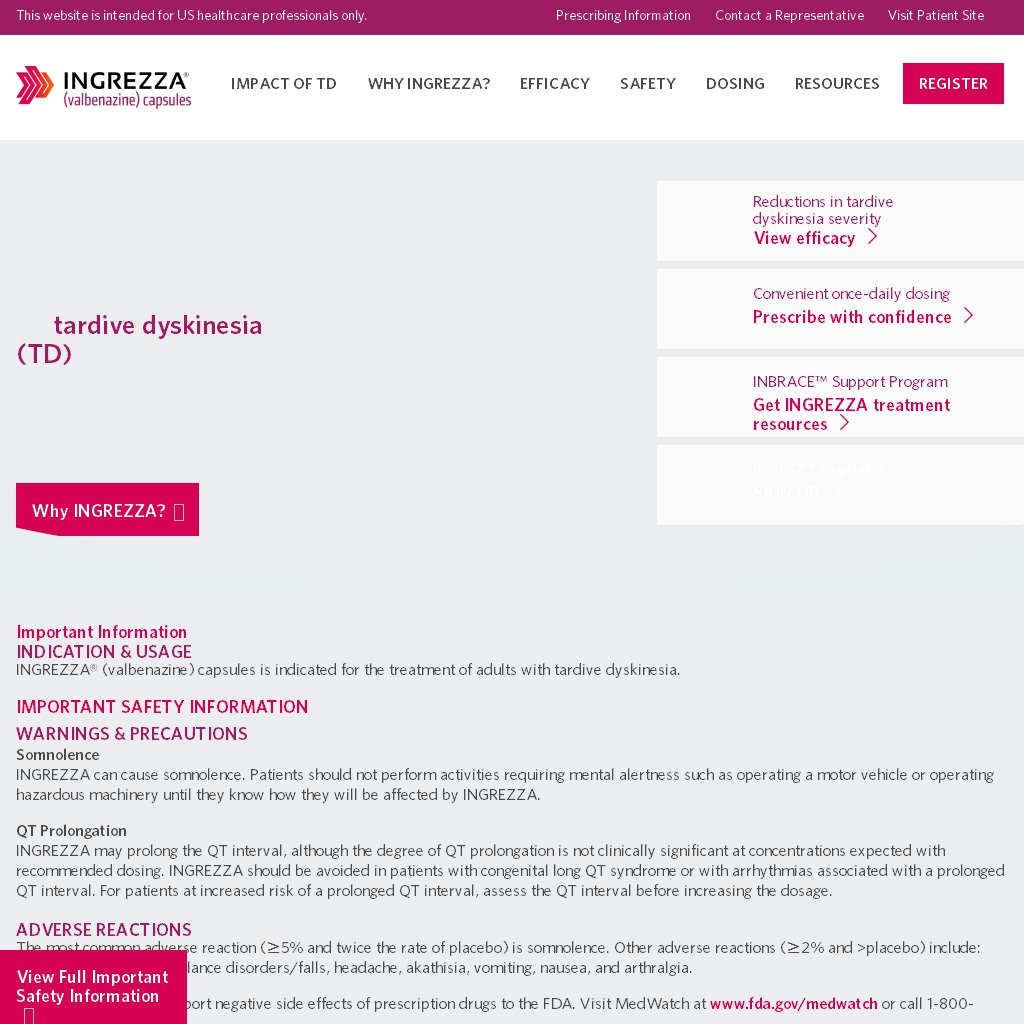 This website is intended for US healthcare professionals only.
Prescribing Information
Contact a Representative
Visit Patient Site
INGREZZA®
(valbenazine) capsules
IMPACT OF TD
WHY INGREZZA?
EFFICACY
SAFETY
DOSING
RESOURCES
REGISTER
Reductions in tardive
dyskinesia severity
View efficacy
Convenient once-daily dosing
Prescribe with confidence
tardive dyskinesia
(TD)
INBRACE™ Support Program
Get INGREZZA treatment
resources
INGREZZA updates
SIGN UP
Why INGREZZA?
Important Information
INDICATION & USAGE
INGREZZA® (valbenazine) capsules is indicated for the treatment of adults with tardive dyskinesia.
IMPORTANT SAFETY INFORMATION
WARNINGS & PRECAUTIONS
Somnolence
INGREZZA can cause somnolence. Patients should not perform activities requiring mental alertness such as operating a motor vehicle or operating
hazardous machinery until they know how they will be affected by INGREZZA.
QT Prolongation
INGREZZA may prolong the QT interval, although the degree of QT prolongation is not clinically significant at concentrations expected with
recommended dosing. INGREZZA should be avoided in patients with congenital long QT syndrome or with arrhythmias associated with a prolonged
QT interval. For patients at increased risk of a prolonged QT interval, assess the QT interval before increasing the dosage.
ADVERSE REACTIONS
The most common adverse reaction (≥5% and twice the rate of placebo) is somnolence. Other adverse reactions (≥2% and >placebo) include:
lance disorders/falls, headache, akathisia, vomiting, nausea, and arthralgia.
port negative side effects of prescription drugs to the FDA. Visit MedWatch at www.fda.gov/medwatch or call 1-800-
View Full Important
Safety Information